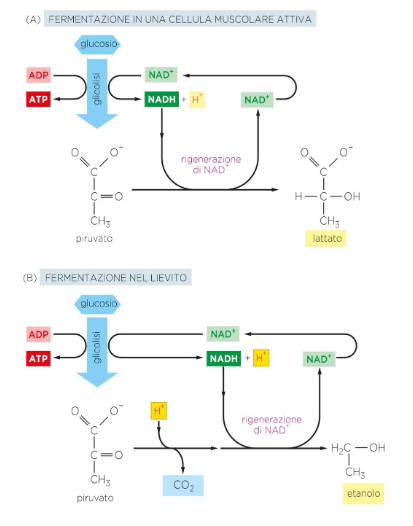 (A) FERMENTAZIONE IN UNA CELLULA MUSCOLARE ATTIVA
glucosio
ADP
NAD⁺
glicolisi
ATP
NADH + H⁺
NAD⁺
rigenerazione
di NAD⁺
O O⁻
C
C=O
CH₃
piruvato
O O⁻
C
H—C—OH
CH₃
lattato
(B) FERMENTAZIONE NEL LIEVITO
glucosio
ADP
NAD⁺
glicolisi
ATP
NADH + H⁺
NAD⁺
H⁺
rigenerazione
di NAD⁺
O O⁻
C
C=O
CH₃
piruvato
CO₂
H₂C—OH
CH₃
etanolo